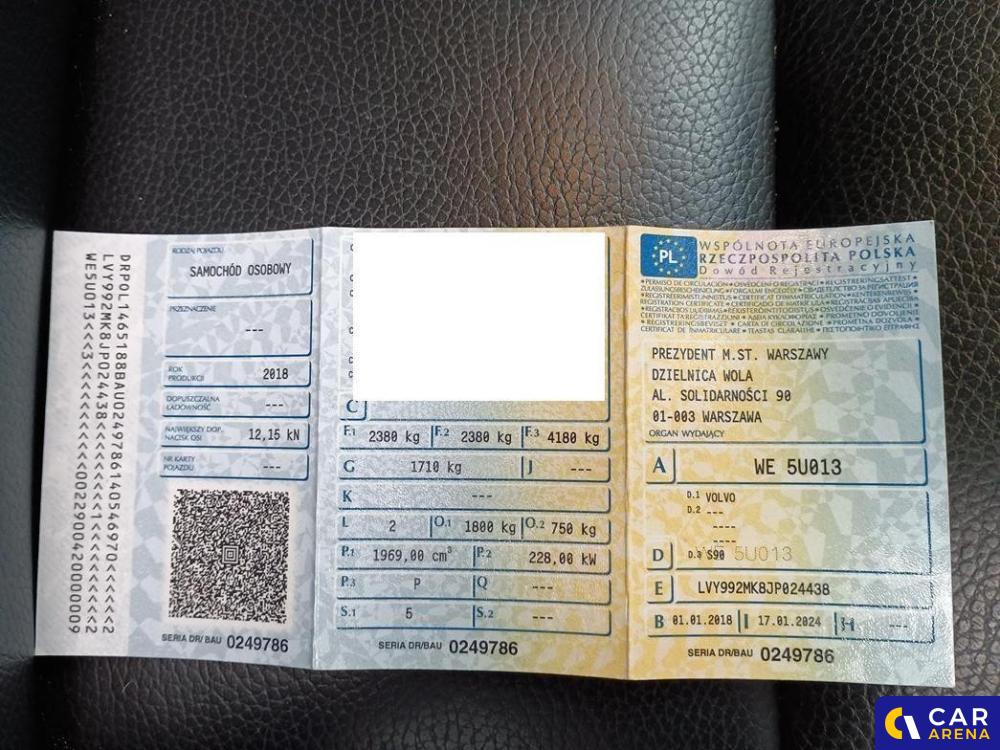 DRPOL1465188BAU0249786140546970<<<<2
LVY992MK8JP024438<<<<<<
WE5U013<<<3<<<<
RODZAJ POJAZDU
SAMOCHÓD OSOBOWY
PRZEZNACZENIE
---
ROK
PRODUKCJI
2018
DOPUSZCZALNA
ŁADOWNOŚĆ
---
NAJWIĘKSZY DOP.
NACISK OSI
12,15 kN
NR KARTY
POJAZDU
---
SERIA DR/BAU 0249786
C
F.1 2380 kg F.2 2380 kg F.3 4180 kg
G 1710 kg J ---
K ---
L 2 O.1 1800 kg O.2 750 kg
P.1 1969,00 cm³ P.2 228,00 kW
P.3 P Q ---
S.1 5 S.2 ---
SERIA DR/BAU 0249786
PL
WSPÓLNOTA EUROPEJSKA
RZECZPOSPOLITA POLSKA
Dowód Rejestracyjny
PREZYDENT M.ST. WARSZAWY
DZIELNICA WOLA
AL. SOLIDARNOŚCI 90
01-003 WARSZAWA
ORGAN WYDAJĄCY
A WE 5U013
D.1 VOLVO
D.2 ---
----
----
D D.3 S90 5U013
E LVY992MK8JP024438
B 01.01.2018 I 17.01.2024 H ---
SERIA DR/BAU 0249786
CAR
ARENA